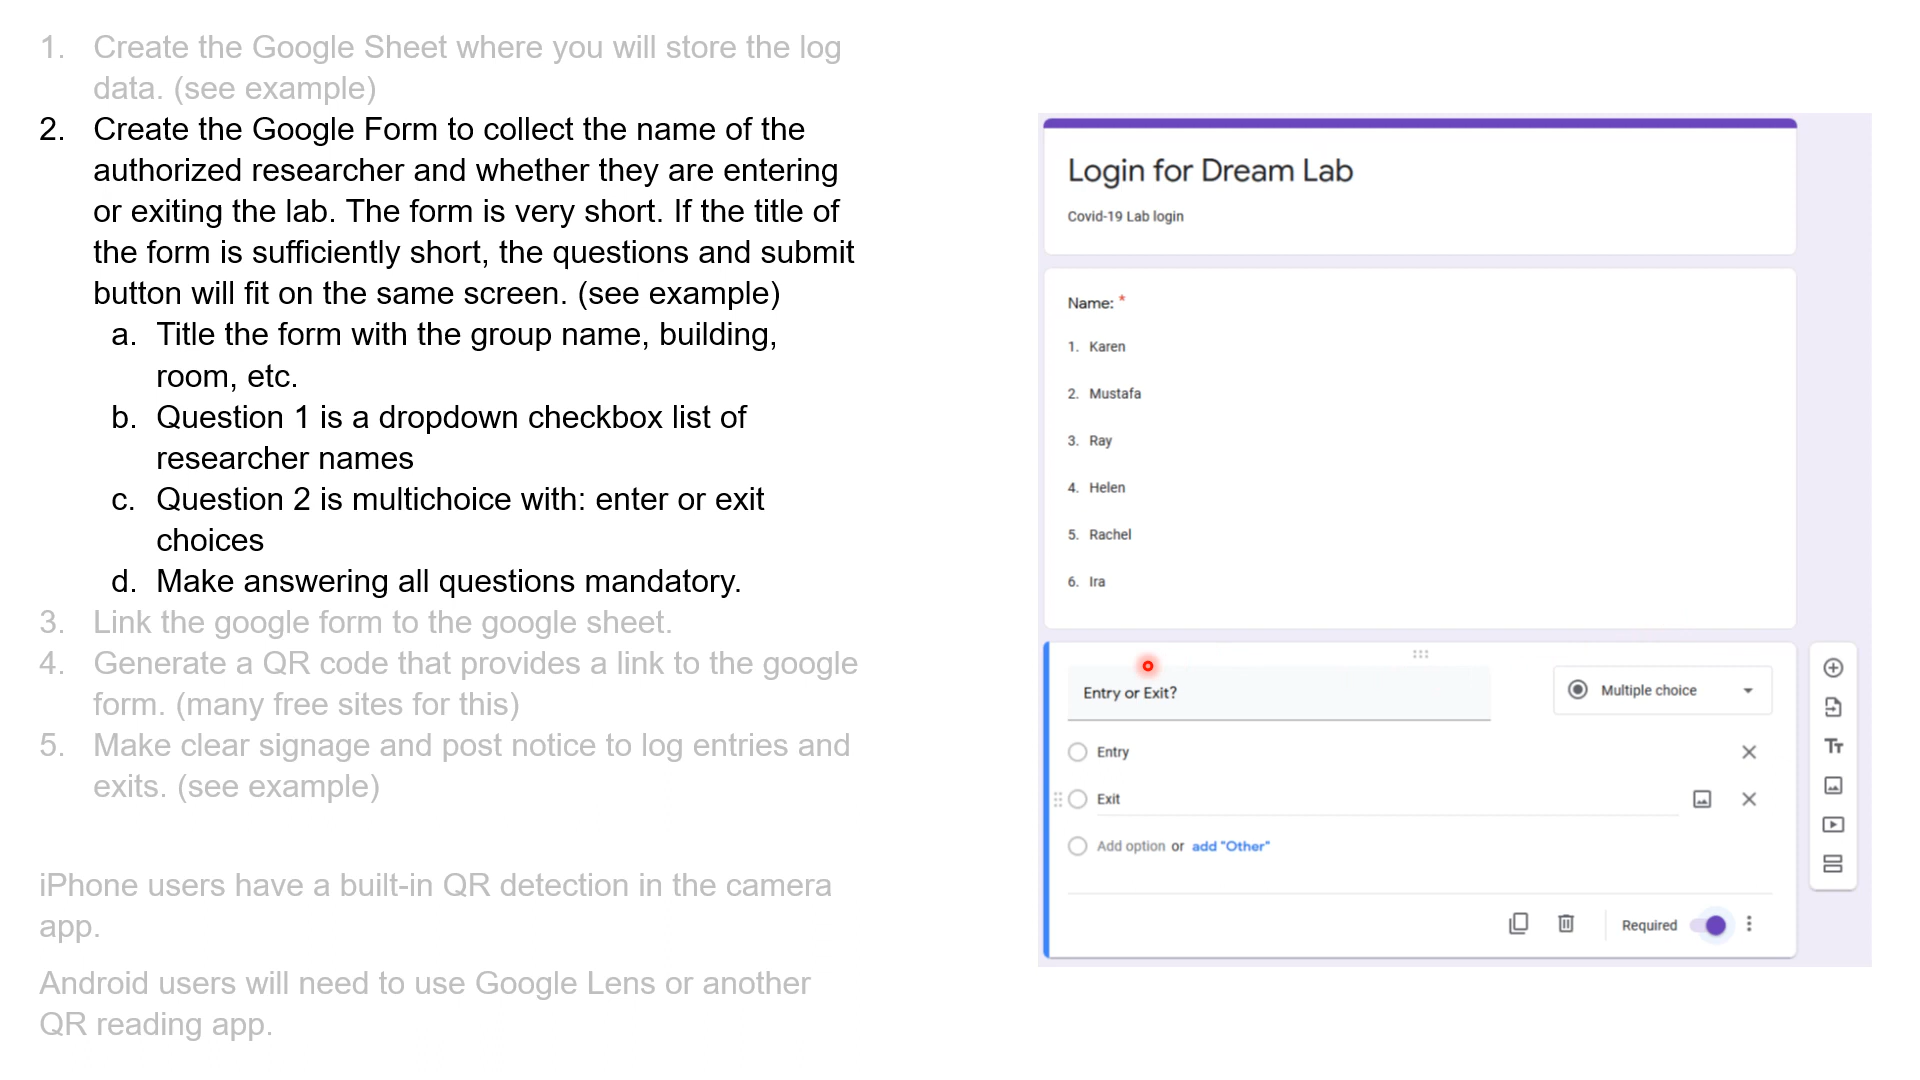 1. Create the Google Sheet where you will store the log
data. (see example)
2. Create the Google Form to collect the name of the
authorized researcher and whether they are entering
or exiting the lab. The form is very short. If the title of
the form is sufficiently short, the questions and submit
button will fit on the same screen. (see example)
a. Title the form with the group name, building,
room, etc.
b. Question 1 is a dropdown checkbox list of
researcher names
c. Question 2 is multichoice with: enter or exit
choices
d. Make answering all questions mandatory.
3. Link the google form to the google sheet.
4. Generate a QR code that provides a link to the google
form. (many free sites for this)
5. Make clear signage and post notice to log entries and
exits. (see example)
iPhone users have a built-in QR detection in the camera
app.
Android users will need to use Google Lens or another
QR reading app.
Login for Dream Lab
Covid-19 Lab login
Name: *
1. Karen
2. Mustafa
3. Ray
4. Helen
5. Rachel
6. Ira
Entry or Exit?
Multiple choice
Entry
Exit
Add option or add "Other"
Required
Tt